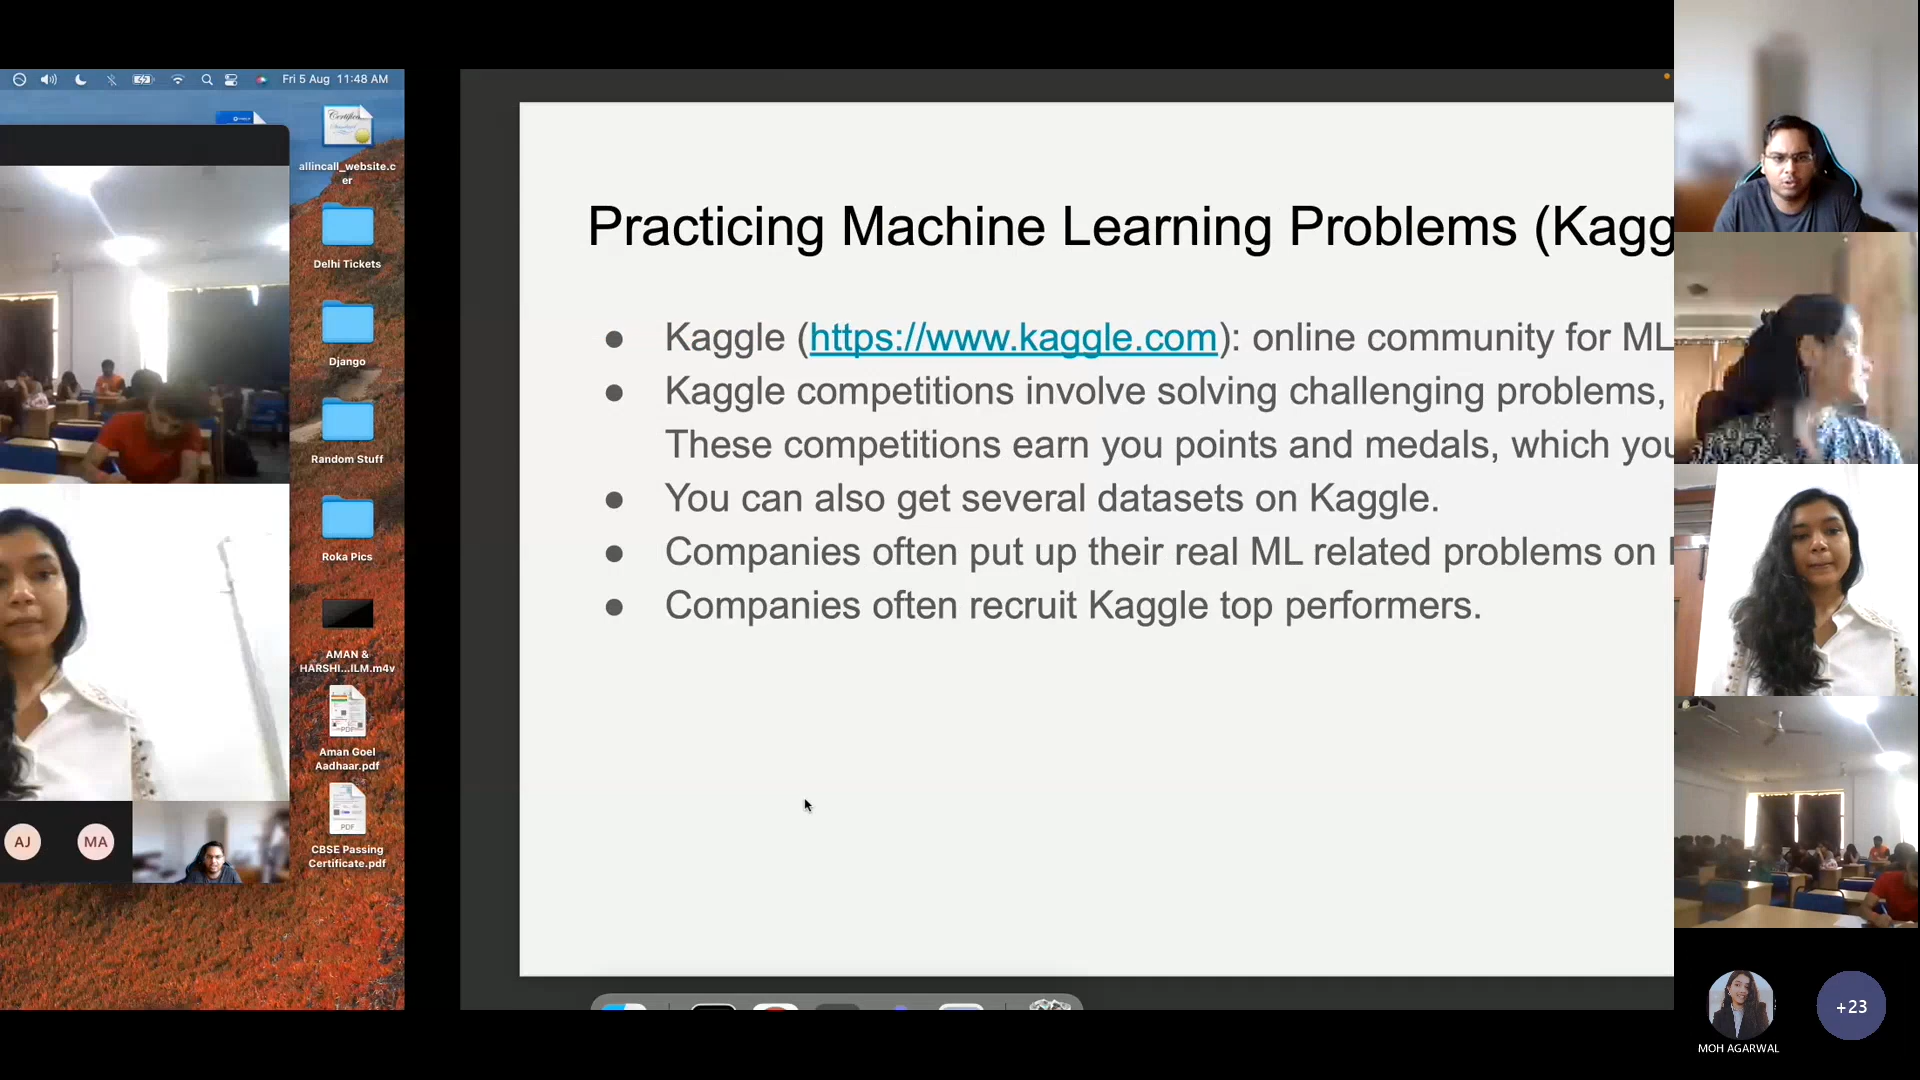 Fri 5 Aug 11:48 AM
allincall_website.c
er
Delhi Tickets
Django
Random Stuff
Roka Pics
AMAN &
HARSHI...ILM.m4v
PDF
Aman Goel
Aadhaar.pdf
PDF
CBSE Passing
Certificate.pdf
AJ
MA
Practicing Machine Learning Problems (Kagg
● Kaggle (https://www.kaggle.com): online community for ML
● Kaggle competitions involve solving challenging problems,
These competitions earn you points and medals, which you
● You can also get several datasets on Kaggle.
● Companies often put up their real ML related problems on
● Companies often recruit Kaggle top performers.
+23
MOH AGARWAL